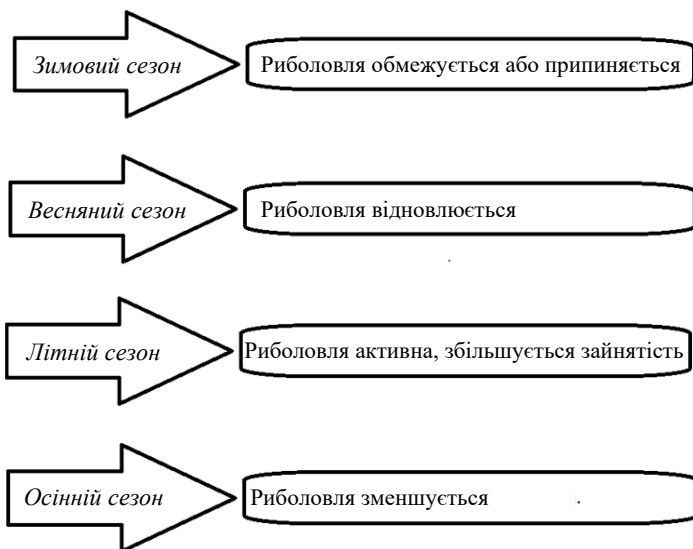 Зимовий сезон
Риболовля обмежується або припиняється
Весняний сезон
Риболовля відновлюється
Літній сезон
Риболовля активна, збільшується зайнятість
Осінній сезон
Риболовля зменшується